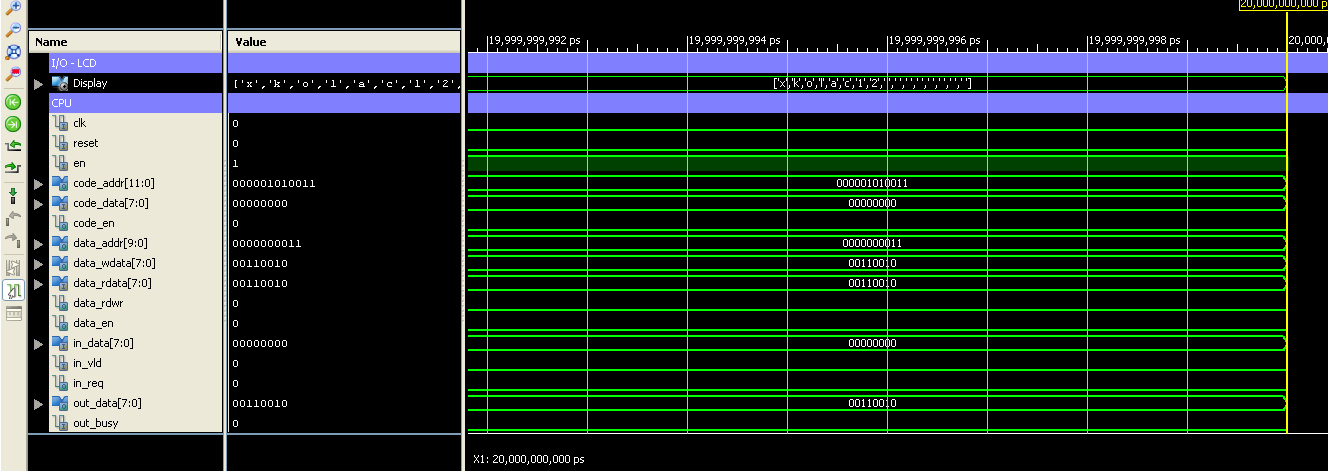 20,000,000,000 p
Name Value
19,999,999,992 ps 19,999,999,994 ps 19,999,999,996 ps 19,999,999,998 ps 20,000,
I/O - LCD
Display ['x','k','o','l','a','c','1','2', ['x','k','o','l','a','c','1','2',' ',' ',' ',' ',' ',' ',' ',' ']
CPU
clk 0
reset 0
en 1
code_addr[11:0] 000001010011 000001010011
code_data[7:0] 00000000 00000000
code_en 0
data_addr[9:0] 0000000011 0000000011
data_wdata[7:0] 00110010 00110010
data_rdata[7:0] 00110010 00110010
data_rdwr 0
data_en 0
in_data[7:0] 00000000 00000000
in_vld 0
in_req 0
out_data[7:0] 00110010 00110010
out_busy 0
X1: 20,000,000,000 ps